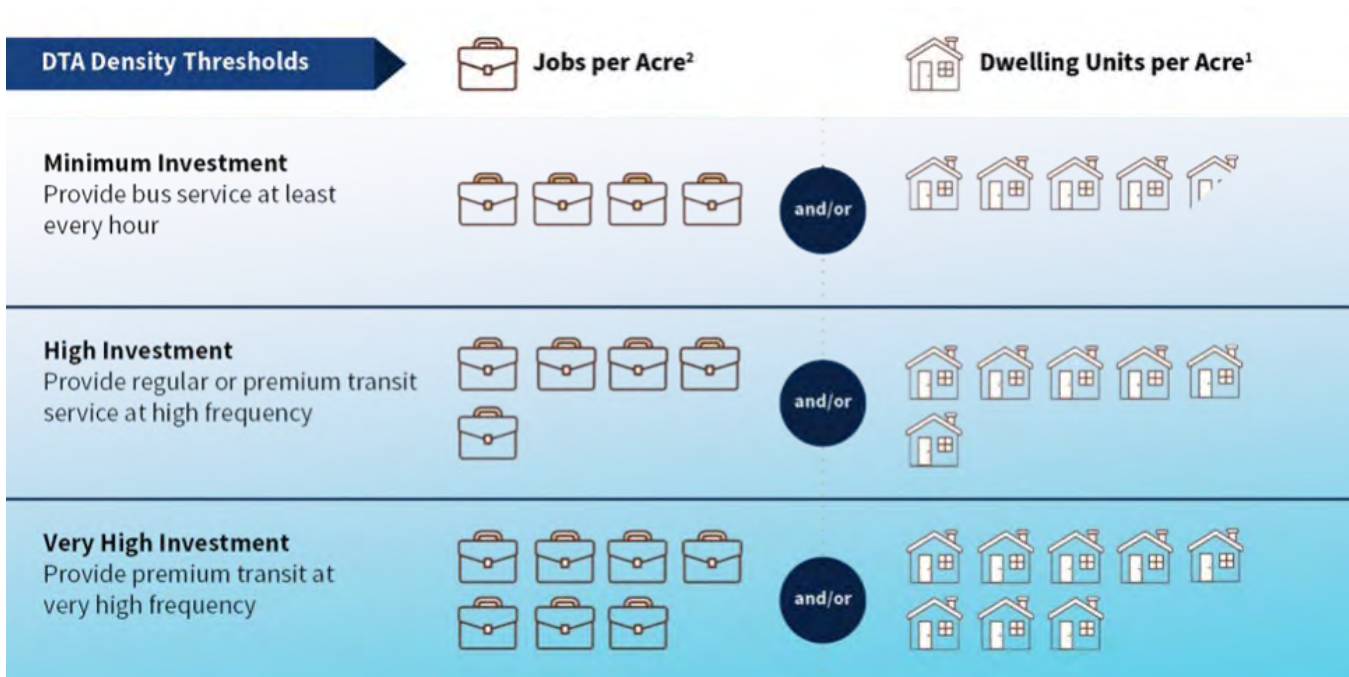 DTA Density Thresholds
Jobs per Acre²
Dwelling Units per Acre¹
Minimum Investment
Provide bus service at least
every hour
and/or
High Investment
Provide regular or premium transit
service at high frequency
and/or
Very High Investment
Provide premium transit at
very high frequency
and/or